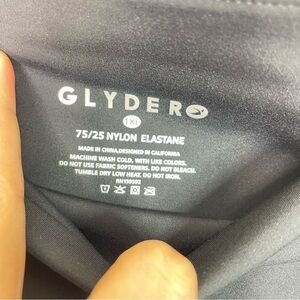 GLYDER
1XL
75/25 NYLON ELASTANE
MADE IN CHINA,DESIGNED IN CALIFORNIA
MACHINE WASH COLD, WITH LIKE COLORS.
DO NOT USE FABRIC SOFTENERS. DO NOT BLEACH.
TUMBLE DRY LOW HEAT. DO NOT IRON.